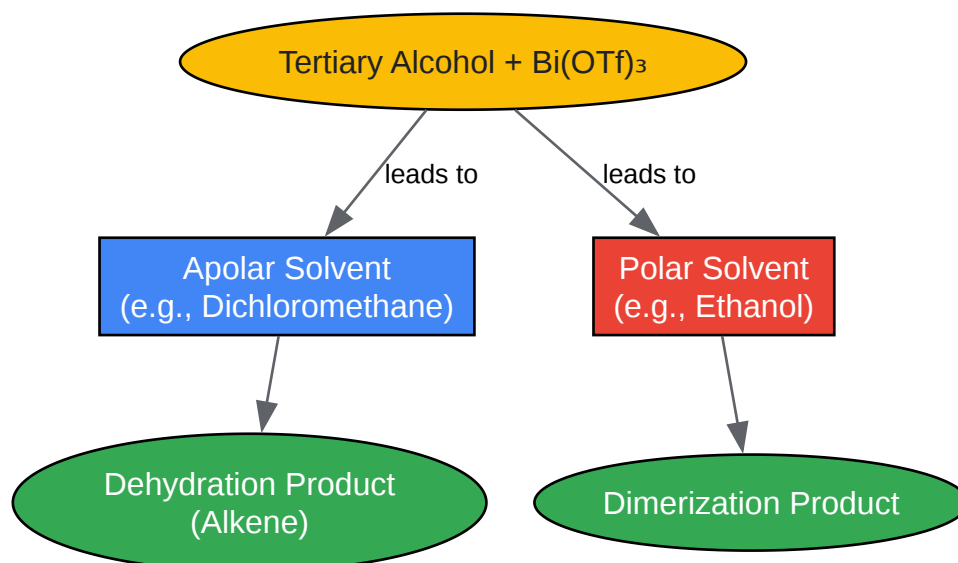 Tertiary Alcohol + Bi(OTf)₃
leads to
leads to
Apolar Solvent
(e.g., Dichloromethane)
Polar Solvent
(e.g., Ethanol)
Dehydration Product
(Alkene)
Dimerization Product